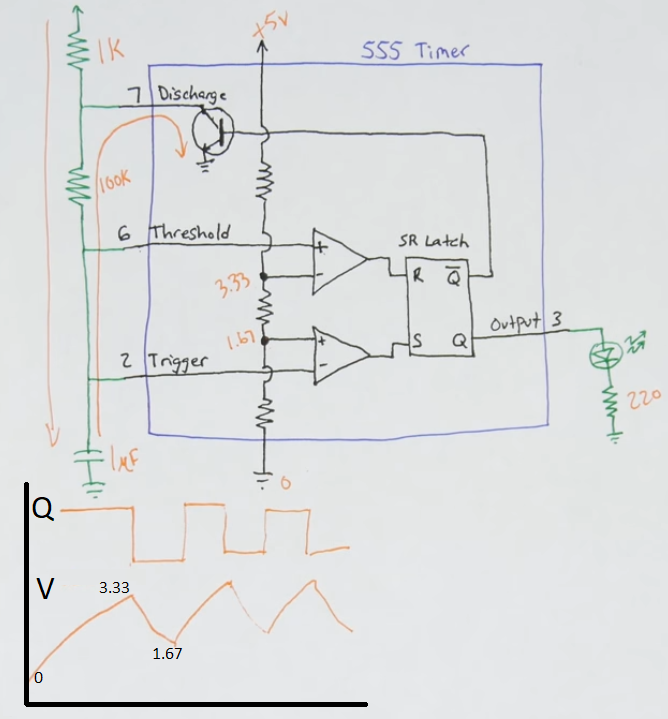 +5V
555 Timer
1K
7 Discharge
100K
6 Threshold
SR Latch
+
-
R Q̅
3.33
Output 3
1.67
+
-
S Q
2 Trigger
220
1µF
0
Q
V
3.33
1.67
0